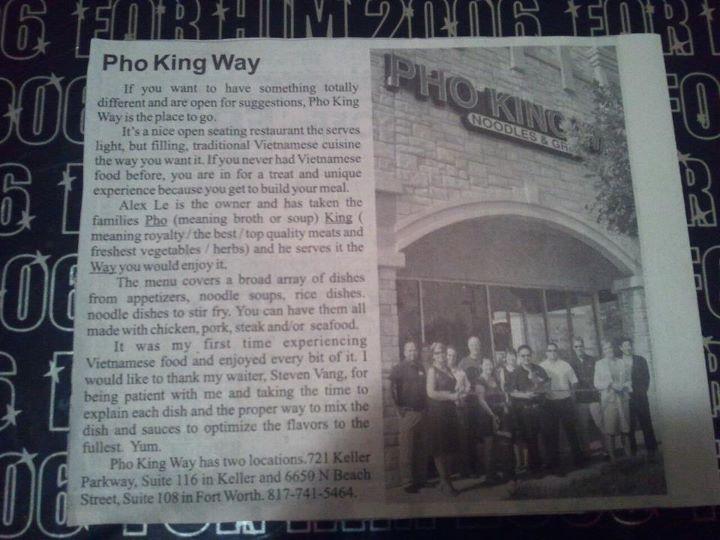 FOR HIM 2006 FOR
Pho King Way
If you want to have something totally
different and are open for suggestions, Pho King
Way is the place to go.
It's a nice open seating restaurant the serves
light, but filling, traditional Vietnamese cuisine
the way you want it. If you never had Vietnamese
food before, you are in for a treat and unique
experience because you get to build your meal.
Alex Le is the owner and has taken the
families Pho (meaning broth or soup) King (
meaning royalty / the best / top quality meats and
freshest vegetables / herbs) and he serves it the
Way you would enjoy it.
The menu covers a broad array of dishes
from appetizers, noodle soups, rice dishes.
noodle dishes to stir fry. You can have them all
made with chicken, pork, steak and/or seafood.
It was my first time experiencing
Vietnamese food and enjoyed every bit of it. I
would like to thank my waiter, Steven Vang, for
being patient with me and taking the time to
explain each dish and the proper way to mix the
dish and sauces to optimize the flavors to the
fullest. Yum.
Pho King Way has two locations.721 Keller
Parkway, Suite 116 in Keller and 6650 N Beach
Street, Suite 108 in Fort Worth. 817-741-5464.
PHO KING
NOODLES & GR